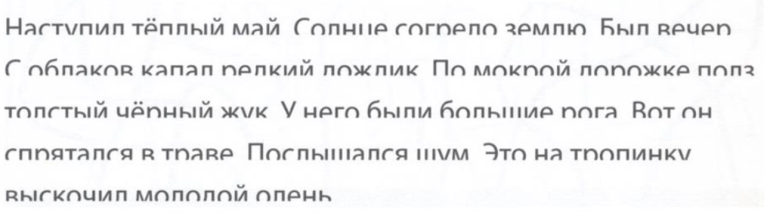 Наступил тёплый май. Солнце согрело землю. Был вечер.
С облаков капал редкий дождик. По мокрой дорожке полз
толстый чёрный жук. У него были большие рога. Вот он
спрятался в траве. Послышался шум. Это на тропинку
выскочил молодой олень.